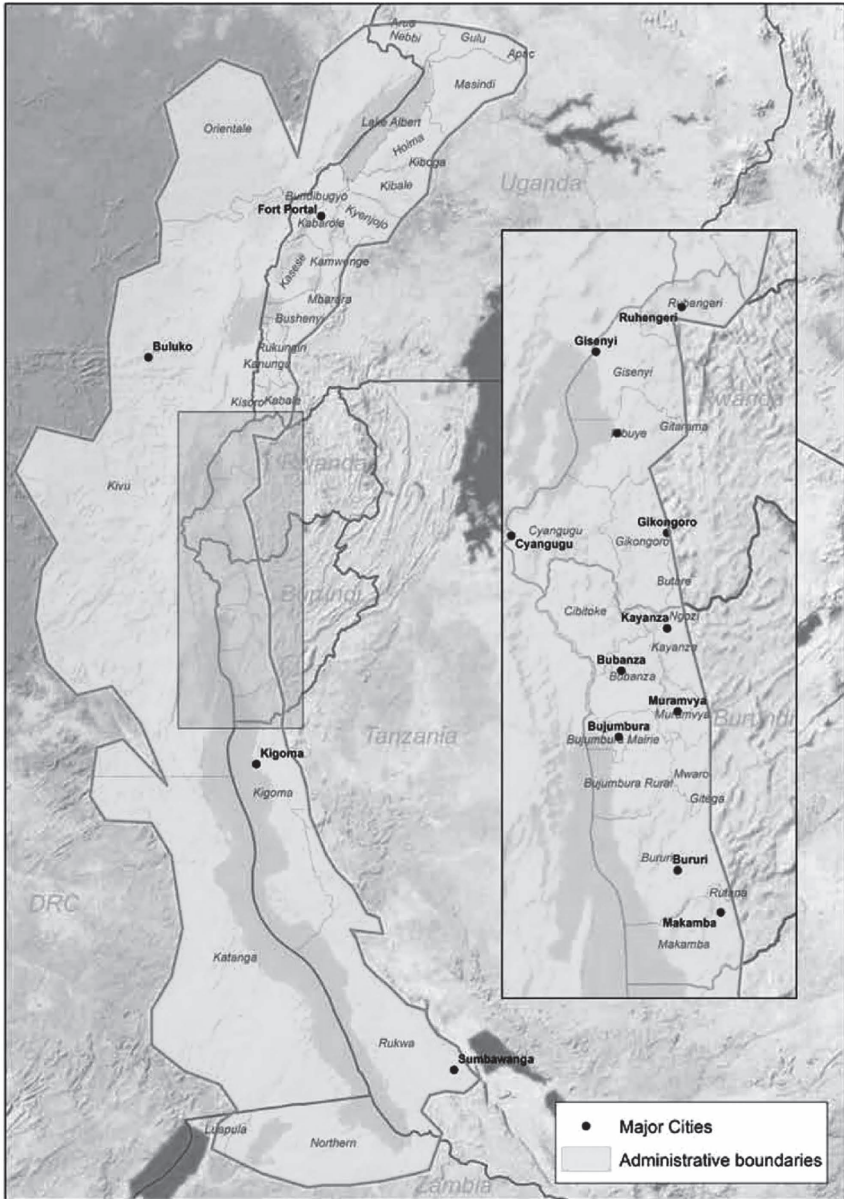 Arua
Nebbi
Gulu
Apac
Masindi
Lake Albert
Orientale
Hoima
Kiboga
Uganda
Kibale
Bundibugyo
Fort Portal
Kabarole
Kyenjojo
Kasese
Kamwenge
Mbarara
Bushenyi
Buluko
Rukungiri
Kanungu
Kisoro
Kabale
Rwanda
Kivu
Burundi
Tanzania
Kigoma
Kigoma
DRC
Katanga
Rukwa
Sumbawanga
Luapula
Northern
Zambia
Ruhengeri
Ruhengeri
Gisenyi
Gisenyi
Rwanda
Gitarama
Cyangugu
Cyangugu
Gikongoro
Gikongoro
Butare
Cibitoke
Kayanza
Ngozi
Kayanza
Bubanza
Bubanza
Muramvya
Muramvya
Burundi
Bujumbura
Bujumbura Mairie
Bujumbura Rural
Mwaro
Gitega
Bururi
Bururi
Rutana
Makamba
Makamba
Major Cities
Administrative boundaries